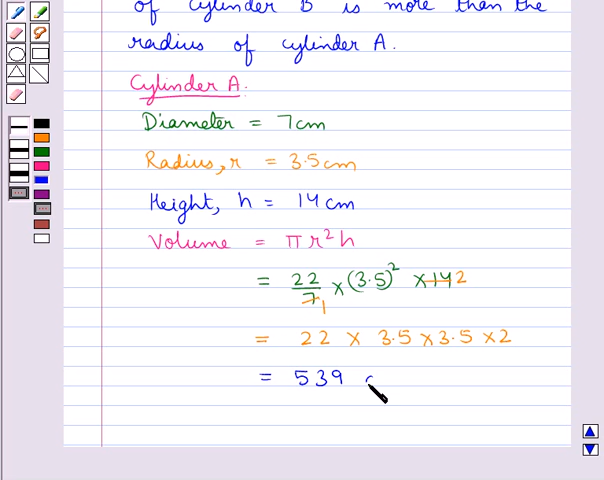 of cylinder B is more than the
radius of cylinder A.
Cylinder A.
Diameter = 7cm
Radius, r = 3.5cm
Height, h = 14cm
Volume = πr²h
= 22/7 × (3.5)² × 14 2
1
= 22 × 3.5 × 3.5 × 2
= 539